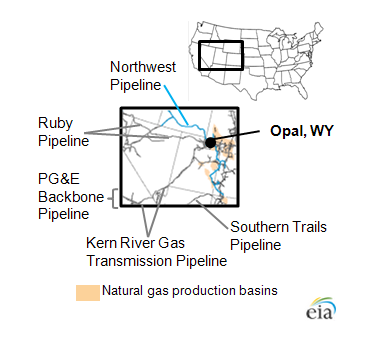 Northwest
Pipeline
Ruby
Pipeline
Opal, WY
PG&E
Backbone
Pipeline
Southern Trails
Pipeline
Kern River Gas
Transmission Pipeline
Natural gas production basins
eia